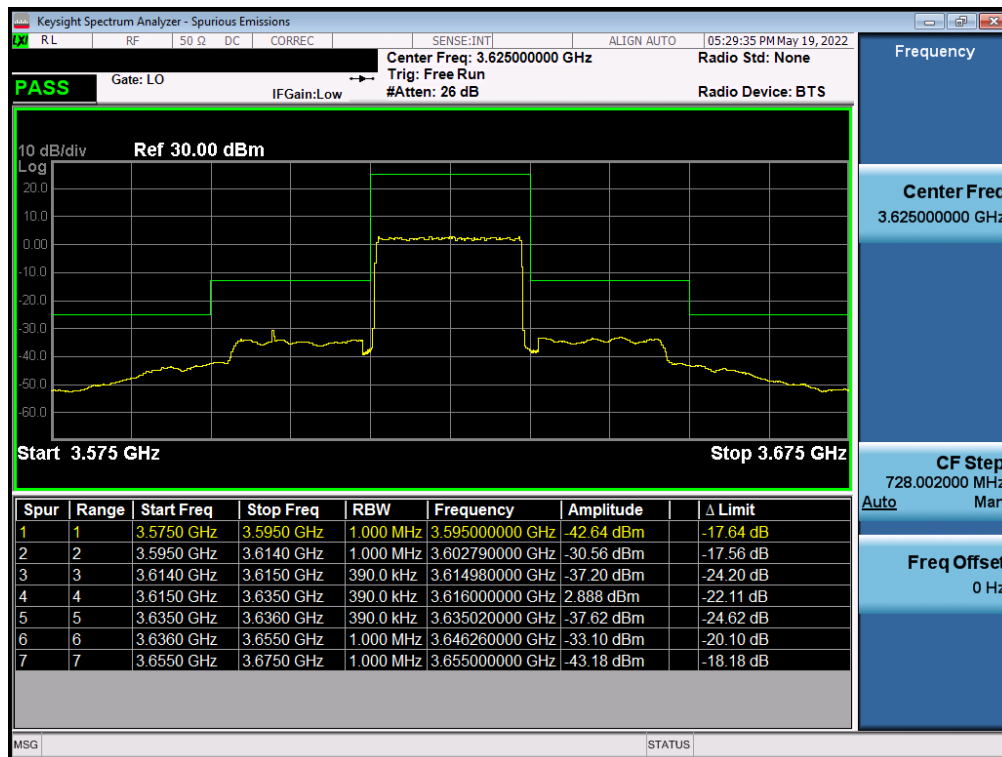 Keysight Spectrum Analyzer - Spurious Emissions
LXI RL RF 50 Ω DC CORREC SENSE:INT ALIGN AUTO 05:29:35 PM May 19, 2022
Center Freq: 3.625000000 GHz Radio Std: None
Gate: LO Trig: Free Run
PASS IFGain:Low #Atten: 26 dB Radio Device: BTS
10 dB/div Ref 30.00 dBm
Log
20.0
10.0
0.00
-10.0
-20.0
-30.0
-40.0
-50.0
-60.0
Start 3.575 GHz Stop 3.675 GHz
Spur Range Start Freq Stop Freq RBW Frequency Amplitude Δ Limit
1 1 3.5750 GHz 3.5950 GHz 1.000 MHz 3.595000000 GHz -42.64 dBm -17.64 dB
2 2 3.5950 GHz 3.6140 GHz 1.000 MHz 3.602790000 GHz -30.56 dBm -17.56 dB
3 3 3.6140 GHz 3.6150 GHz 390.0 kHz 3.614980000 GHz -37.20 dBm -24.20 dB
4 4 3.6150 GHz 3.6350 GHz 390.0 kHz 3.616000000 GHz 2.888 dBm -22.11 dB
5 5 3.6350 GHz 3.6360 GHz 390.0 kHz 3.635020000 GHz -37.62 dBm -24.62 dB
6 6 3.6360 GHz 3.6550 GHz 1.000 MHz 3.646260000 GHz -33.10 dBm -20.10 dB
7 7 3.6550 GHz 3.6750 GHz 1.000 MHz 3.655000000 GHz -43.18 dBm -18.18 dB
MSG STATUS
Frequency
Center Freq
3.625000000 GHz
CF Step
728.002000 MHz
Auto Man
Freq Offset
0 Hz